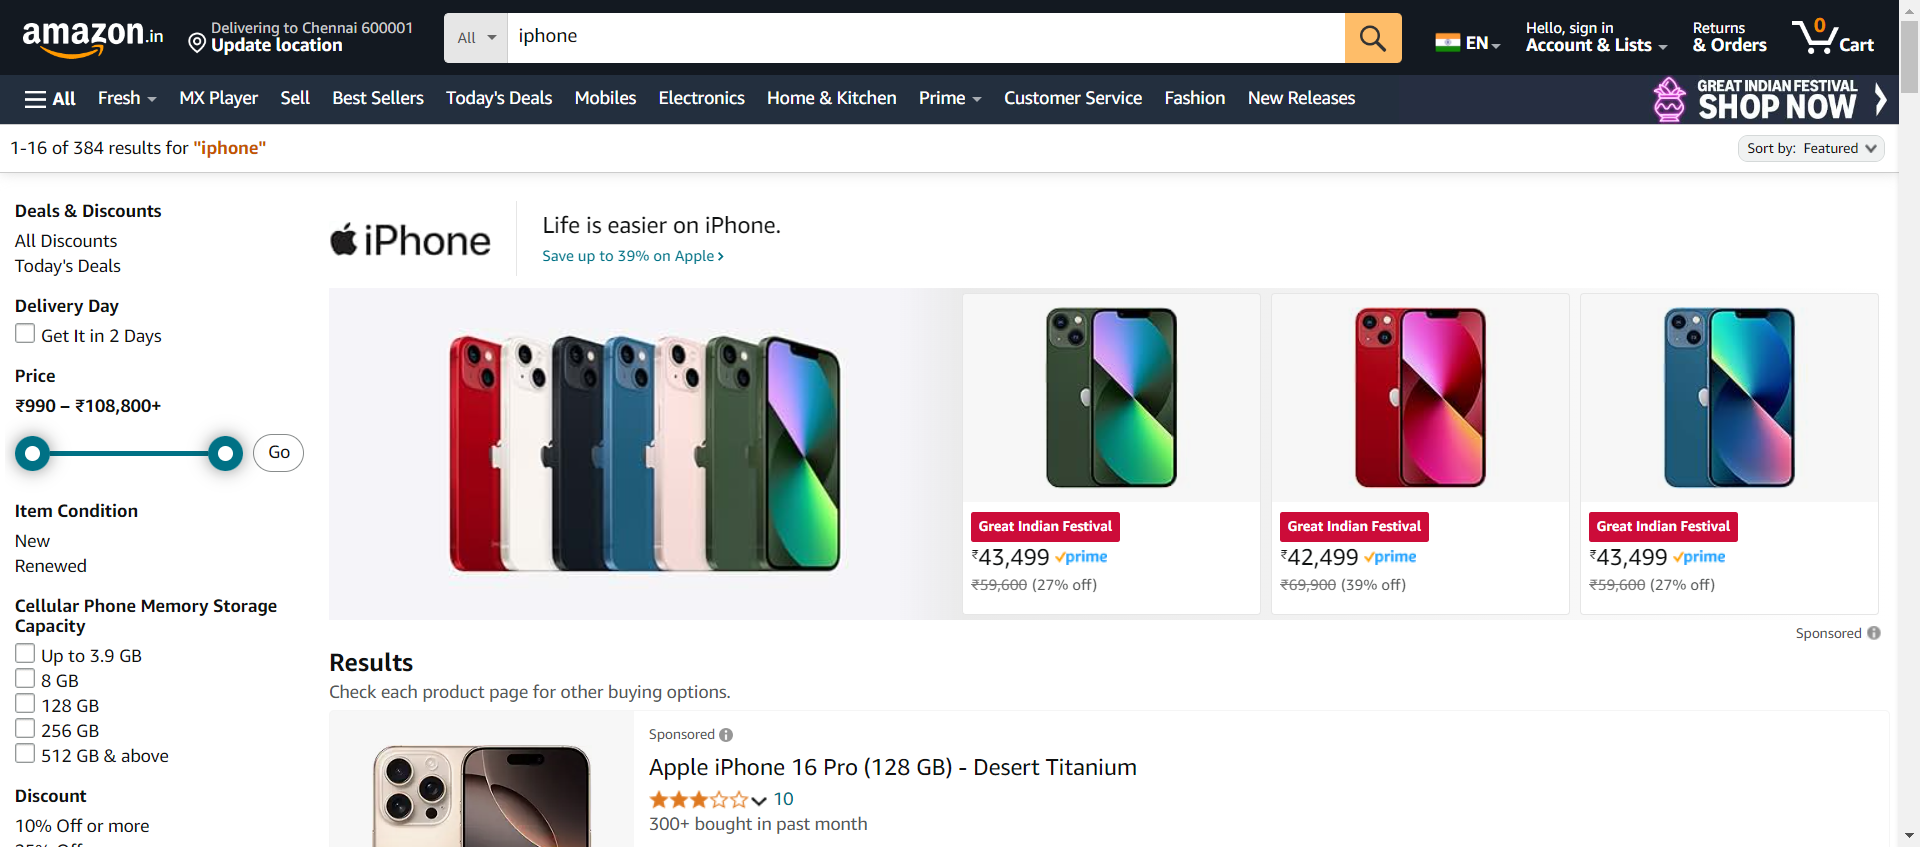 amazon.in
Delivering to Chennai 600001
Update location
All
iphone
EN
Hello, sign in
Account & Lists
Returns
& Orders
0
Cart
All
Fresh
MX Player
Sell
Best Sellers
Today's Deals
Mobiles
Electronics
Home & Kitchen
Prime
Customer Service
Fashion
New Releases
GREAT INDIAN FESTIVAL
SHOP NOW
1-16 of 384 results for "iphone"
Sort by: Featured
Deals & Discounts
All Discounts
Today's Deals
Delivery Day
Get It in 2 Days
Price
₹990 – ₹108,800+
Go
Item Condition
New
Renewed
Cellular Phone Memory Storage
Capacity
Up to 3.9 GB
8 GB
128 GB
256 GB
512 GB & above
Discount
10% Off or more
iPhone
Life is easier on iPhone.
Save up to 39% on Apple
Great Indian Festival
₹43,499 prime
₹59,600 (27% off)
Great Indian Festival
₹42,499 prime
₹69,900 (39% off)
Great Indian Festival
₹43,499 prime
₹59,600 (27% off)
Sponsored
Results
Check each product page for other buying options.
Sponsored
Apple iPhone 16 Pro (128 GB) - Desert Titanium
10
300+ bought in past month